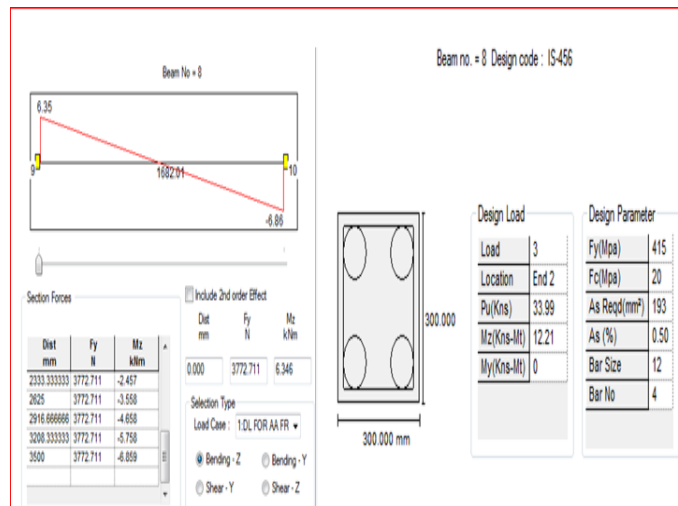 Beam No = 8
6.35
9
1682.01
10
-6.86
Section Forces
Dist mm Fy N Mz kNm
2333.333333 3772.711 -2.457
2625 3772.711 -3.558
2916.666666 3772.711 -4.658
3208.333333 3772.711 -5.758
3500 3772.711 -6.859
Include 2nd order Effect
Dist mm Fy N Mz kNm
0.000 3772.711 6.346
Selection Type
Load Case : 1:DL FOR AA FR
Bending - Z Bending - Y
Shear - Y Shear - Z
Beam no. = 8 Design code : IS-456
300.000
300.000 mm
Design Load
Load 3
Location End 2
Pu(Kns) 33.99
Mz(Kns-Mt) 12.21
My(Kns-Mt) 0
Design Parameter
Fy(Mpa) 415
Fc(Mpa) 20
As Reqd(mm²) 193
As (%) 0.50
Bar Size 12
Bar No 4